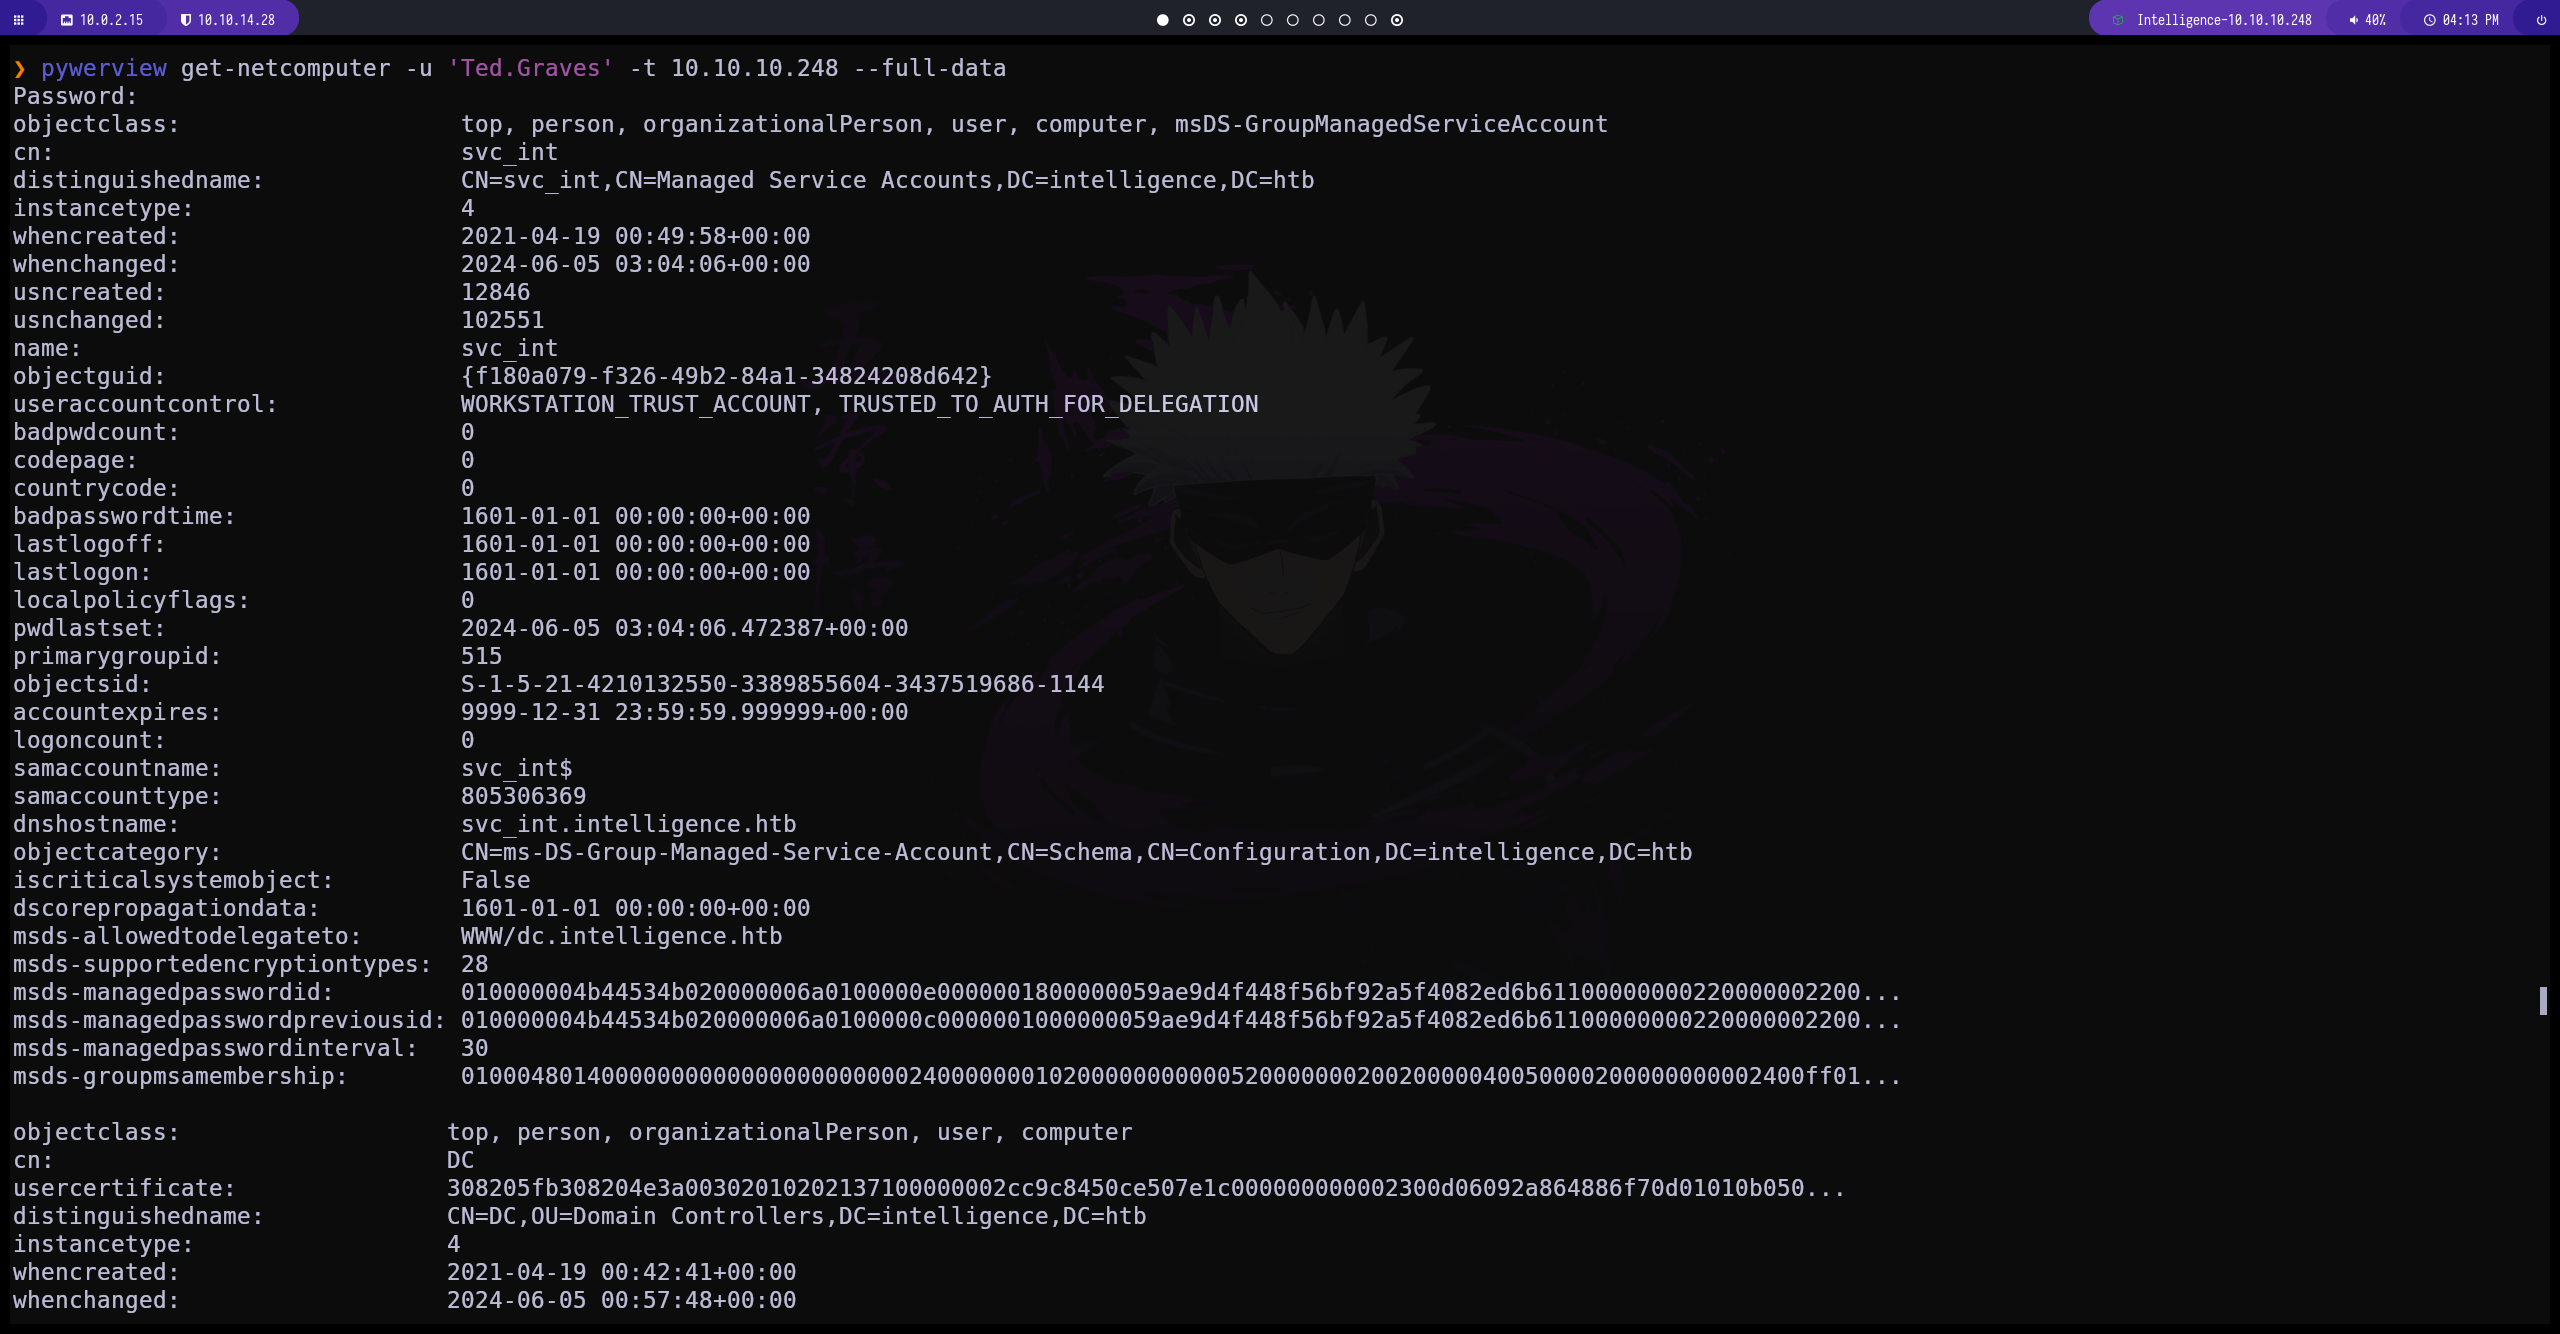 10.0.2.15 10.10.14.28 Intelligence-10.10.10.248 40% 04:13 PM
❯ pywerview get-netcomputer -u 'Ted.Graves' -t 10.10.10.248 --full-data
Password:
objectclass: top, person, organizationalPerson, user, computer, msDS-GroupManagedServiceAccount
cn: svc_int
distinguishedname: CN=svc_int,CN=Managed Service Accounts,DC=intelligence,DC=htb
instancetype: 4
whencreated: 2021-04-19 00:49:58+00:00
whenchanged: 2024-06-05 03:04:06+00:00
usncreated: 12846
usnchanged: 102551
name: svc_int
objectguid: {f180a079-f326-49b2-84a1-34824208d642}
useraccountcontrol: WORKSTATION_TRUST_ACCOUNT, TRUSTED_TO_AUTH_FOR_DELEGATION
badpwdcount: 0
codepage: 0
countrycode: 0
badpasswordtime: 1601-01-01 00:00:00+00:00
lastlogoff: 1601-01-01 00:00:00+00:00
lastlogon: 1601-01-01 00:00:00+00:00
localpolicyflags: 0
pwdlastset: 2024-06-05 03:04:06.472387+00:00
primarygroupid: 515
objectsid: S-1-5-21-4210132550-3389855604-3437519686-1144
accountexpires: 9999-12-31 23:59:59.999999+00:00
logoncount: 0
samaccountname: svc_int$
samaccounttype: 805306369
dnshostname: svc_int.intelligence.htb
objectcategory: CN=ms-DS-Group-Managed-Service-Account,CN=Schema,CN=Configuration,DC=intelligence,DC=htb
iscriticalsystemobject: False
dscorepropagationdata: 1601-01-01 00:00:00+00:00
msds-allowedtodelegateto: WWW/dc.intelligence.htb
msds-supportedencryptiontypes: 28
msds-managedpasswordid: 010000004b44534b020000006a0100000e0000001800000059ae9d4f448f56bf92a5f4082ed6b61100000000220000002200...
msds-managedpasswordpreviousid: 010000004b44534b020000006a0100000c0000001000000059ae9d4f448f56bf92a5f4082ed6b61100000000220000002200...
msds-managedpasswordinterval: 30
msds-groupmsamembership: 0100048014000000000000000000000024000000010200000000000520000000200200000400500002000000000002400ff01...
objectclass: top, person, organizationalPerson, user, computer
cn: DC
usercertificate: 308205fb308204e3a003020102021371000000​02cc9c8450ce507e1c000000000002300d06092a864886f70d01010b050...
distinguishedname: CN=DC,OU=Domain Controllers,DC=intelligence,DC=htb
instancetype: 4
whencreated: 2021-04-19 00:42:41+00:00
whenchanged: 2024-06-05 00:57:48+00:00